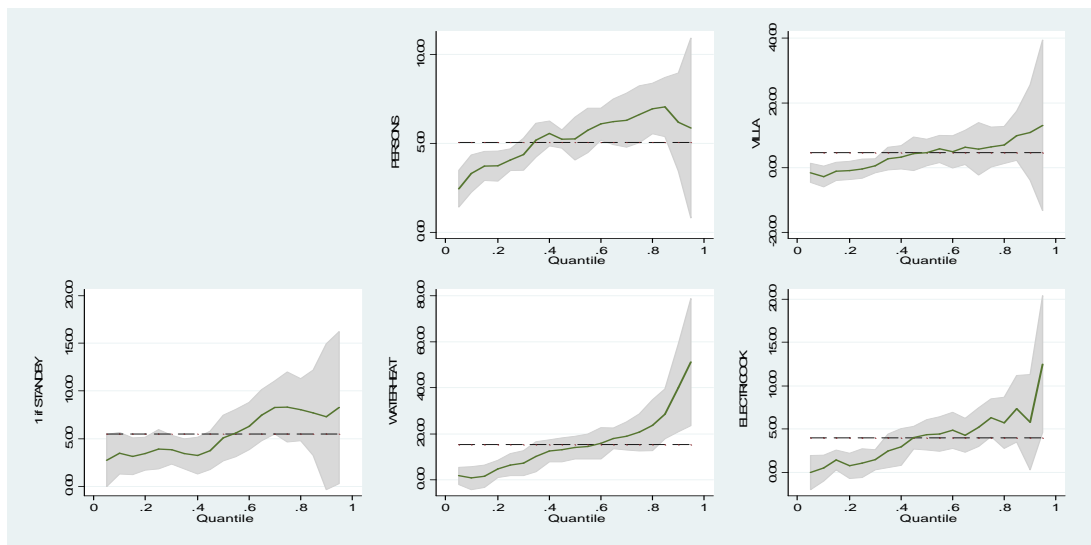 PERSONS
10.00
5.00
0.00
0 .2 .4 .6 .8 1
Quantile
VILLA
40.00
20.00
0.00
-20.00
0 .2 .4 .6 .8 1
Quantile
1 if STANDBY
20.00
15.00
10.00
5.00
0.00
0 .2 .4 .6 .8 1
Quantile
WATERHEAT
80.00
60.00
40.00
20.00
0.00
0 .2 .4 .6 .8 1
Quantile
ELECTRICCOOK
20.00
15.00
10.00
5.00
0.00
0 .2 .4 .6 .8 1
Quantile